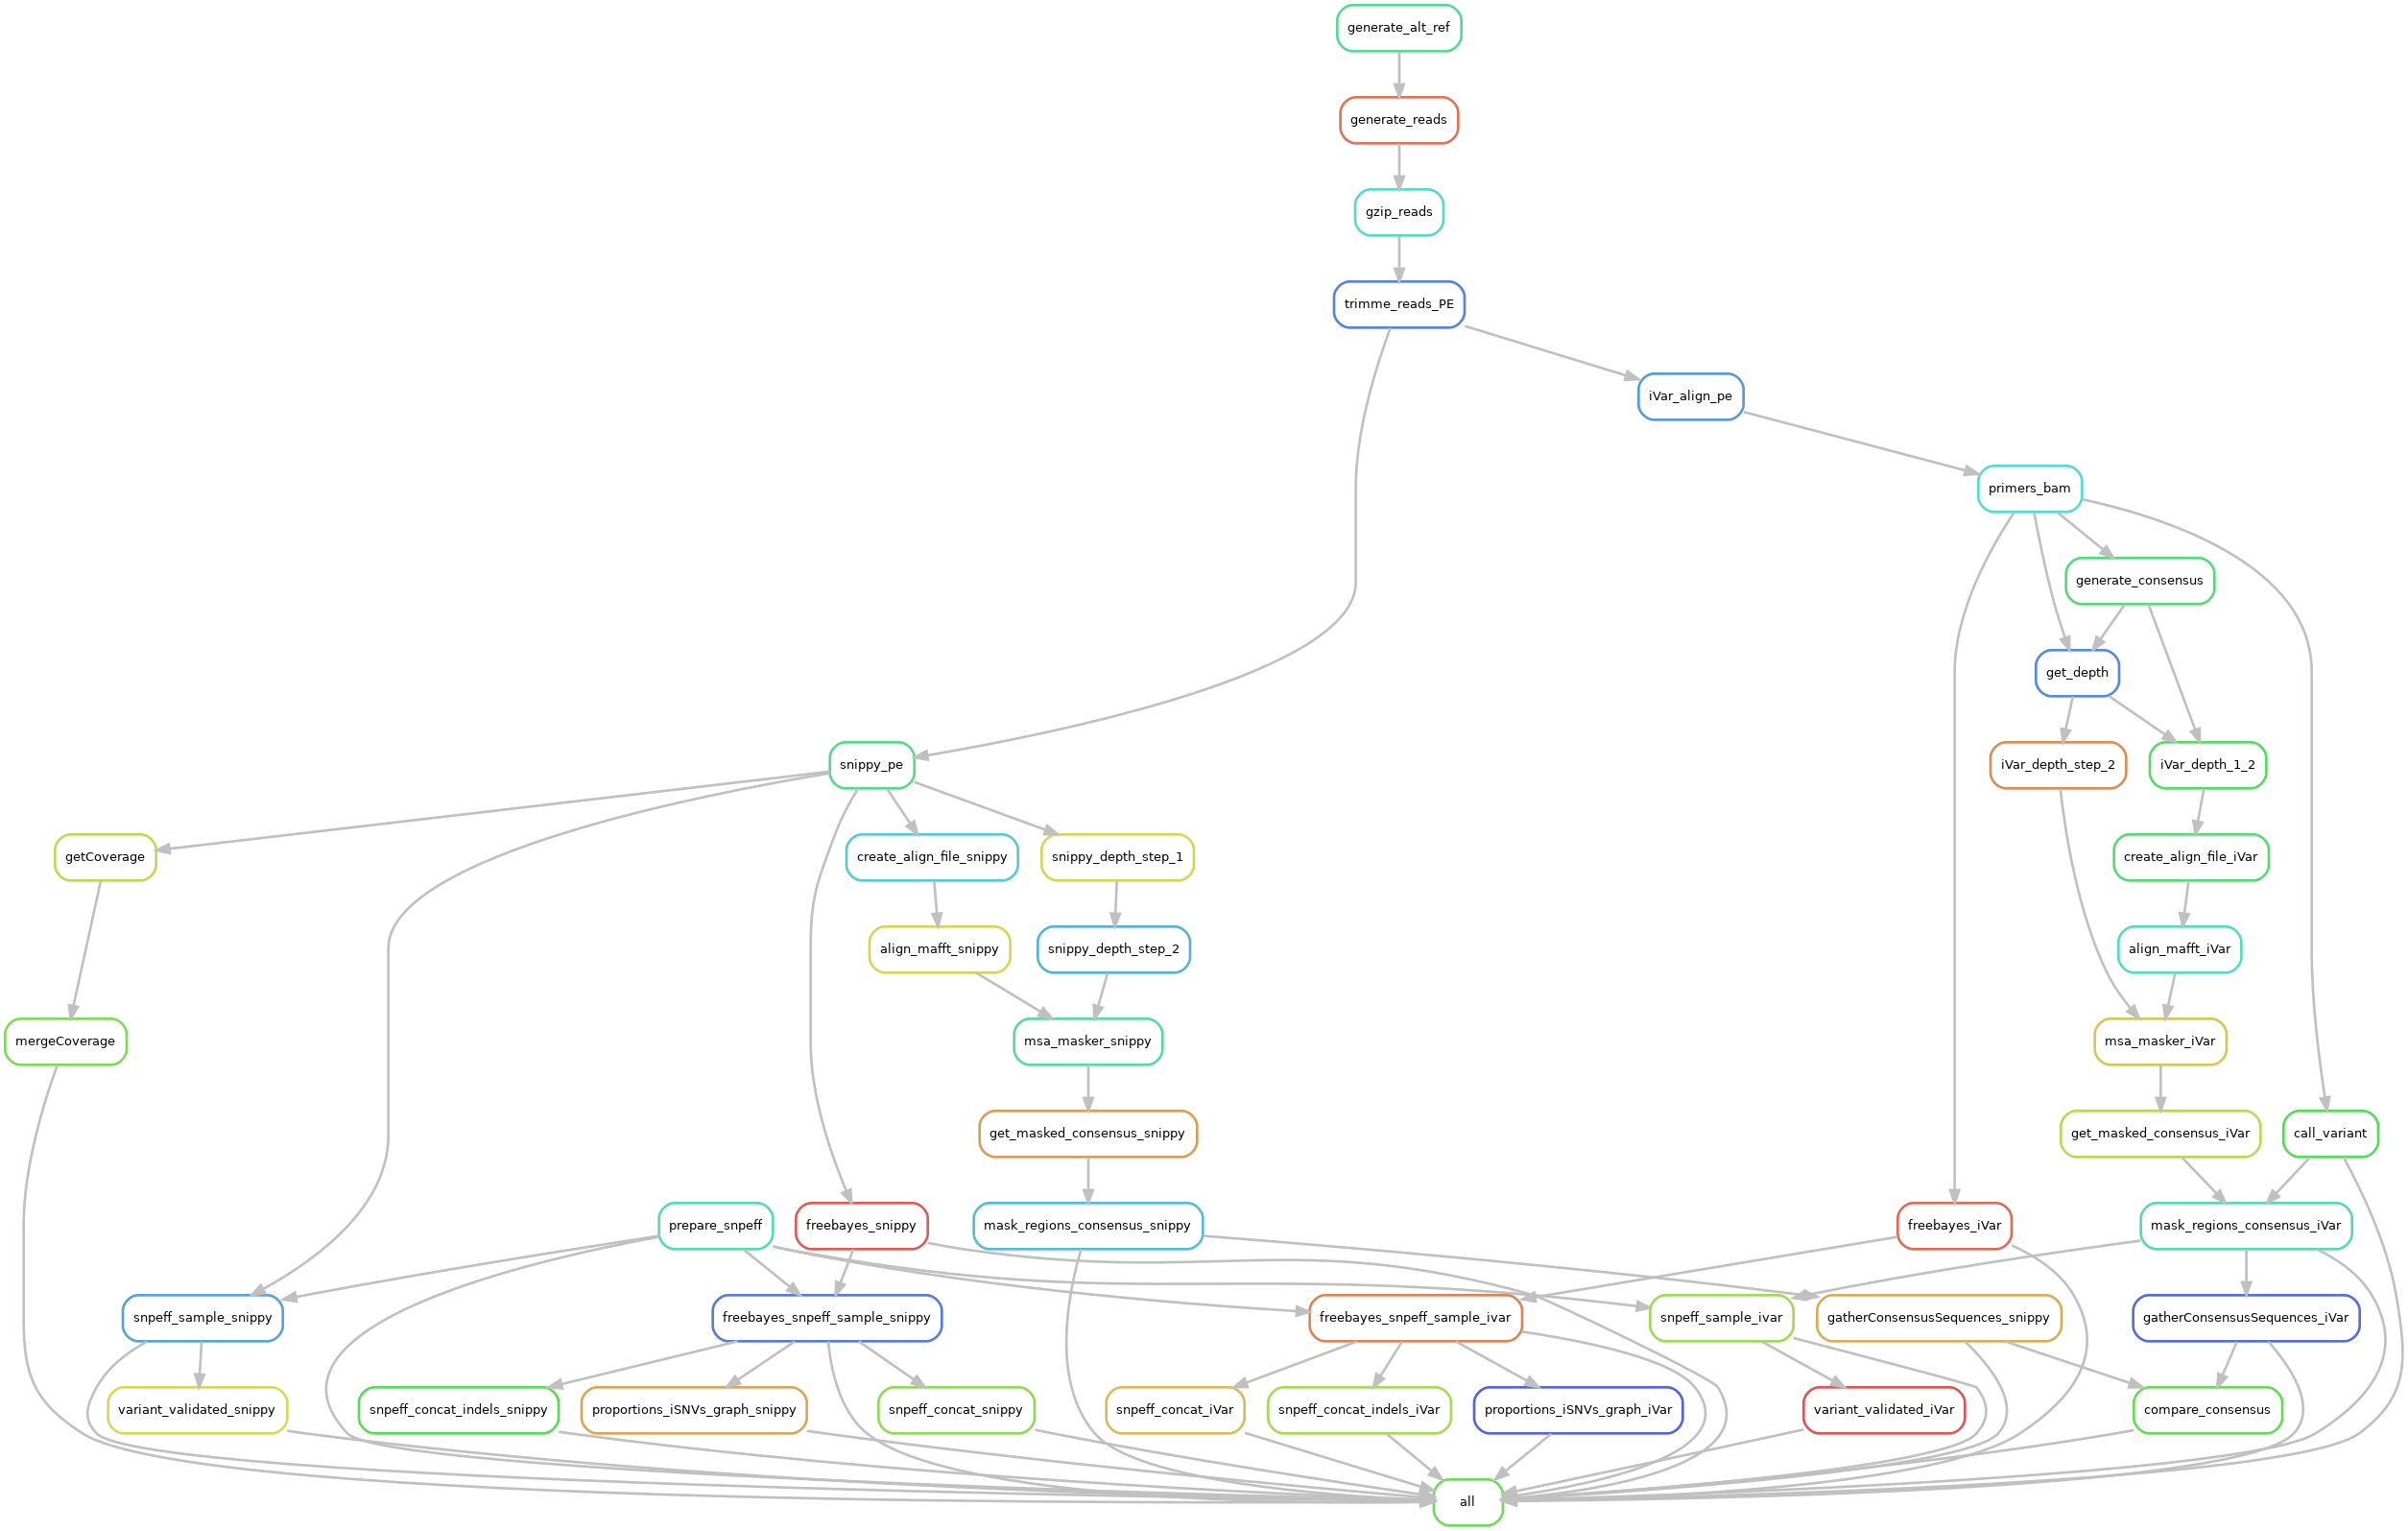 generate_alt_ref
generate_reads
gzip_reads
trimme_reads_PE
iVar_align_pe
primers_bam
generate_consensus
get_depth
snippy_pe
iVar_depth_step_2
iVar_depth_1_2
getCoverage
create_align_file_snippy
snippy_depth_step_1
create_align_file_iVar
align_mafft_snippy
snippy_depth_step_2
align_mafft_iVar
mergeCoverage
msa_masker_snippy
msa_masker_iVar
get_masked_consensus_snippy
get_masked_consensus_iVar
call_variant
prepare_snpeff
freebayes_snippy
mask_regions_consensus_snippy
freebayes_iVar
mask_regions_consensus_iVar
snpeff_sample_snippy
freebayes_snpeff_sample_snippy
freebayes_snpeff_sample_ivar
snpeff_sample_ivar
gatherConsensusSequences_snippy
gatherConsensusSequences_iVar
variant_validated_snippy
snpeff_concat_indels_snippy
proportions_iSNVs_graph_snippy
snpeff_concat_snippy
snpeff_concat_iVar
snpeff_concat_indels_iVar
proportions_iSNVs_graph_iVar
variant_validated_iVar
compare_consensus
all